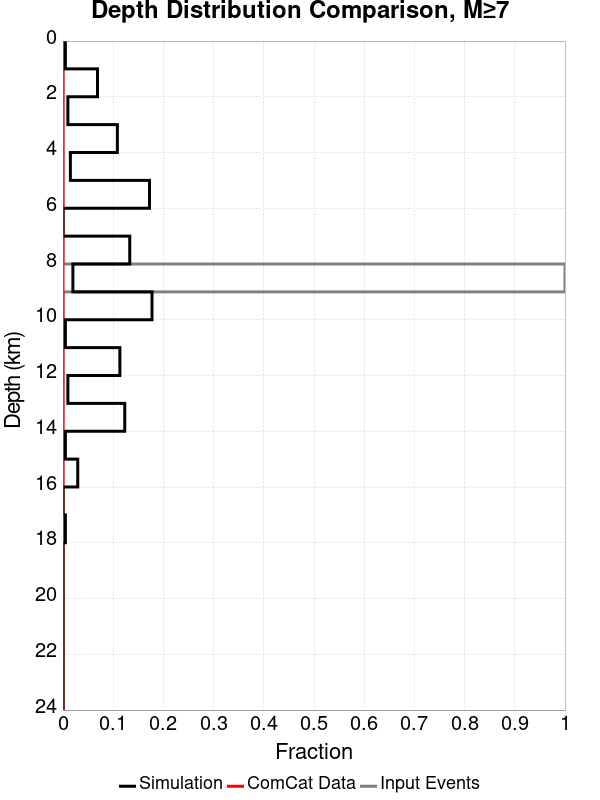 Depth Distribution Comparison, M≥7
0
2
4
6
8
10
12
14
16
18
20
22
24
Depth (km)
0 0.1 0.2 0.3 0.4 0.5 0.6 0.7 0.8 0.9 1
Fraction
Simulation ComCat Data Input Events